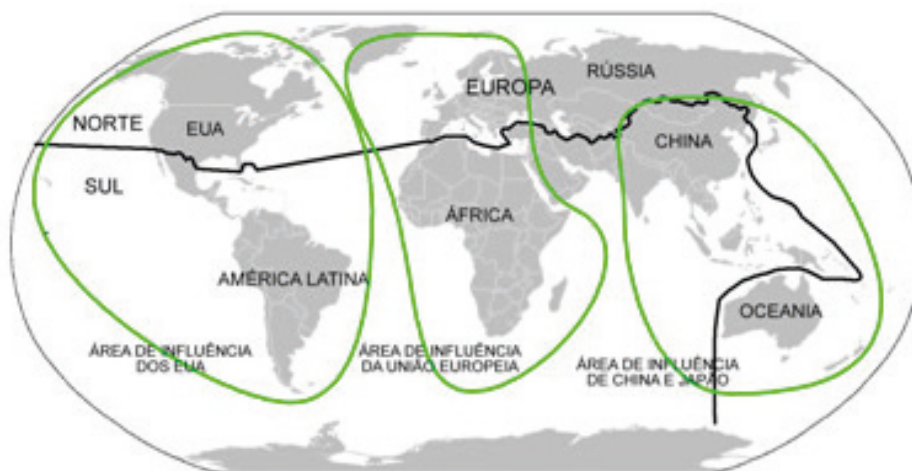 RÚSSIA
EUROPA
NORTE
EUA
CHINA
SUL
ÁFRICA
AMÉRICA LATINA
OCEANIA
ÁREA DE INFLUÊNCIA
DOS EUA
ÁREA DE INFLUÊNCIA
DA UNIÃO EUROPEIA
ÁREA DE INFLUÊNCIA
DE CHINA E JAPÃO